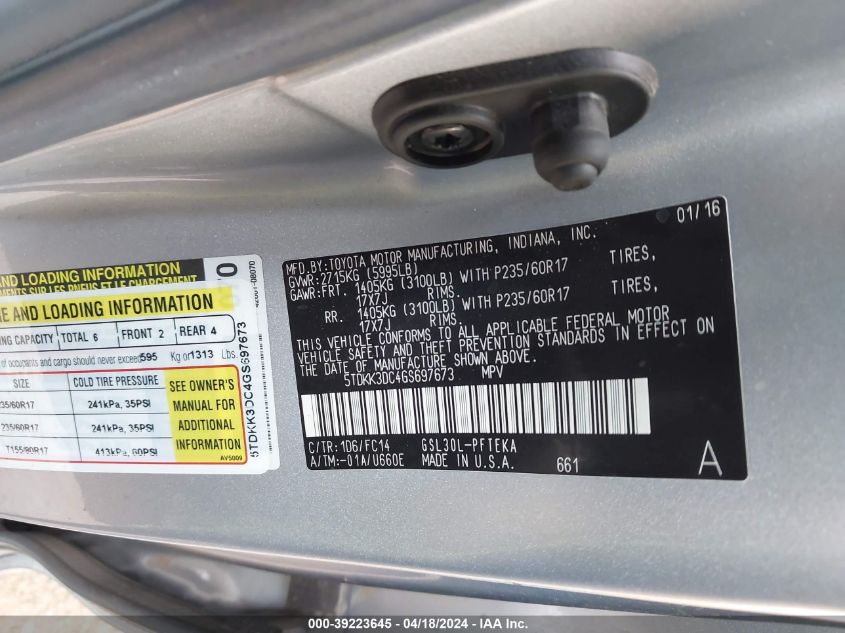 AND LOADING INFORMATION
E AND LOADING INFORMATION
NG CAPACITY TOTAL 6 FRONT 2 REAR 4
of occupants and cargo should never exceed 595 Kg or 1313 Lbs.
SIZE COLD TIRE PRESSURE SEE OWNER'S MANUAL FOR ADDITIONAL INFORMATION
235/60R17 241kPa, 35PSI
235/60R17 241kPa, 35PSI
T155/80R17 413kPa, 60PSI
AV5009
5TDKK3DC4GS697673
01/16
MFD.BY:TOYOTA MOTOR MANUFACTURING, INDIANA, INC.
GVWR:2715KG (5995LB)
GAWR:FRT. 1405KG (3100LB) WITH P235/60R17 TIRES,
17X7J RIMS.
RR. 1405KG (3100LB) WITH P235/60R17 TIRES,
17X7J RIMS.
THIS VEHICLE CONFORMS TO ALL APPLICABLE FEDERAL MOTOR
VEHICLE SAFETY AND THEFT PREVENTION STANDARDS IN EFFECT ON
THE DATE OF MANUFACTURE SHOWN ABOVE.
5TDKK3DC4GS697673 MPV
C/TR:1D6/FC14 GSL30L-PFTEKA
A/TM:-01A/U660E MADE IN U.S.A. 661 A
000-39223645 - 04/18/2024 - IAA, Inc.